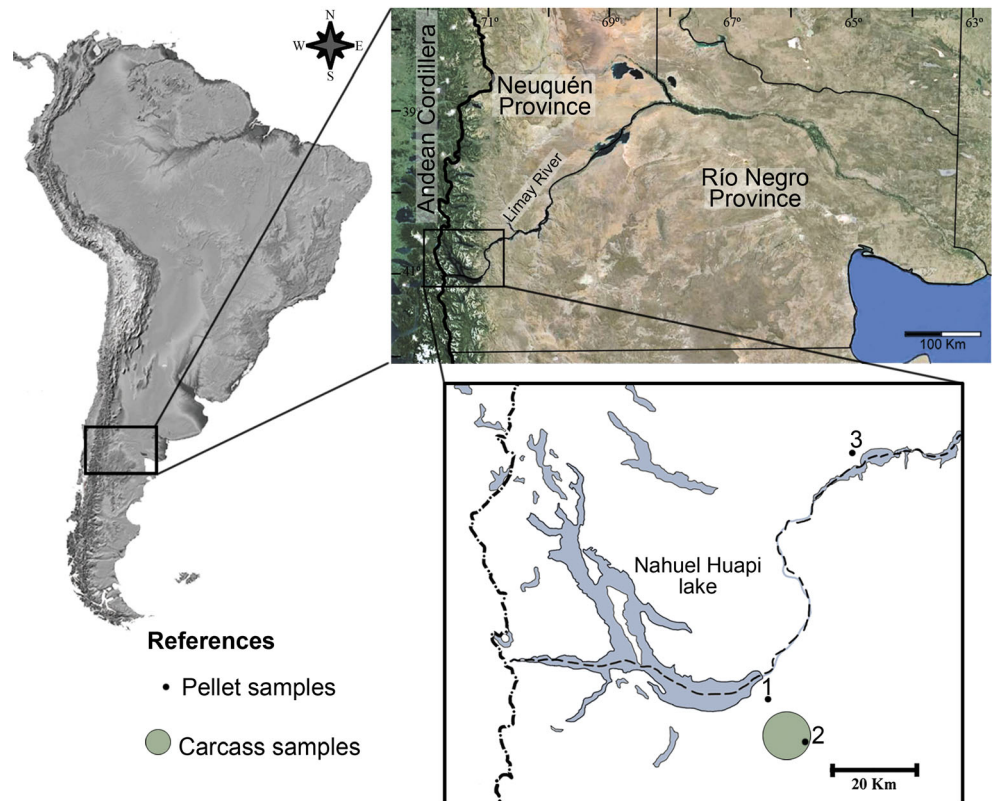 N
W
E
S
71°
69°
67°
65°
63°
39°
41°
Andean Cordillera
Neuquén
Province
Limay River
Río Negro
Province
100 Km
3
Nahuel Huapi
lake
1
2
20 Km
References
Pellet samples
Carcass samples